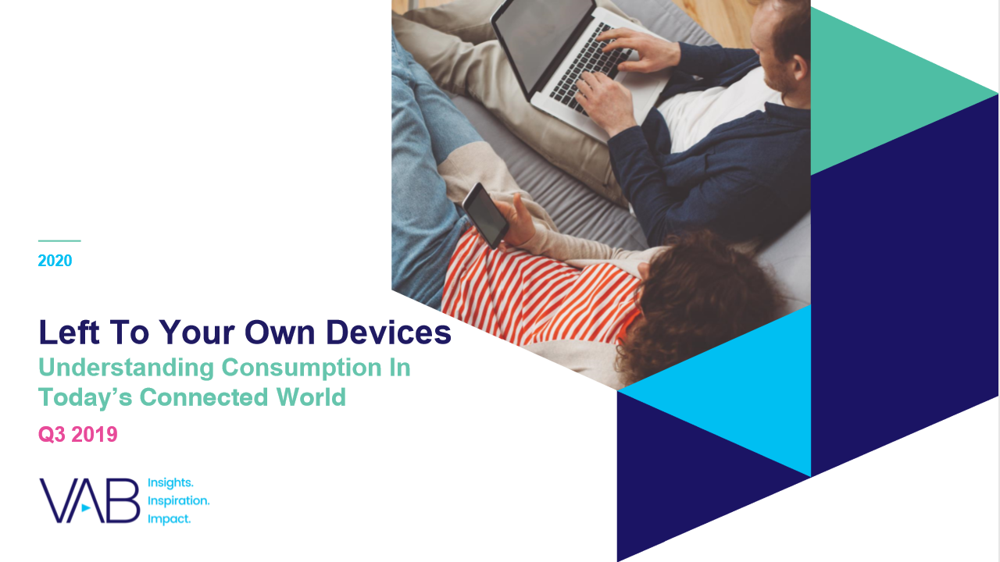 2020
Left To Your Own Devices
Understanding Consumption In
Today’s Connected World
Q3 2019
VAB
Insights.
Inspiration.
Impact.